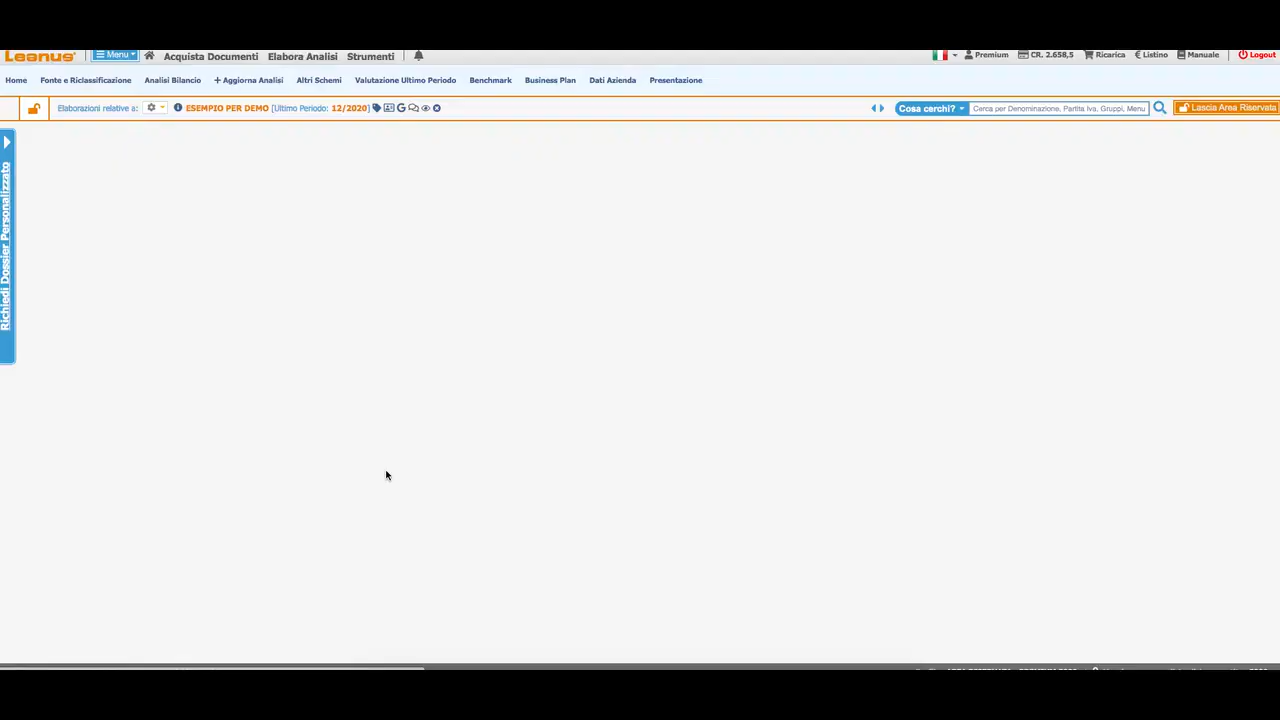 Leanus®
Menu Acquista Documenti Elabora Analisi Strumenti Premium CR. 2.658,5 Ricarica € Listino Manuale Logout
Home Fonte e Riclassificazione Analisi Bilancio + Aggiorna Analisi Altri Schemi Valutazione Ultimo Periodo Benchmark Business Plan Dati Azienda Presentazione
Elaborazioni relative a: ESEMPIO PER DEMO [Ultimo Periodo: 12/2020] Cosa cerchi? Cerca per Denominazione, Partita Iva, Gruppi, Menu Lascia Area Riservata
Richiedi Dossier Personalizzato